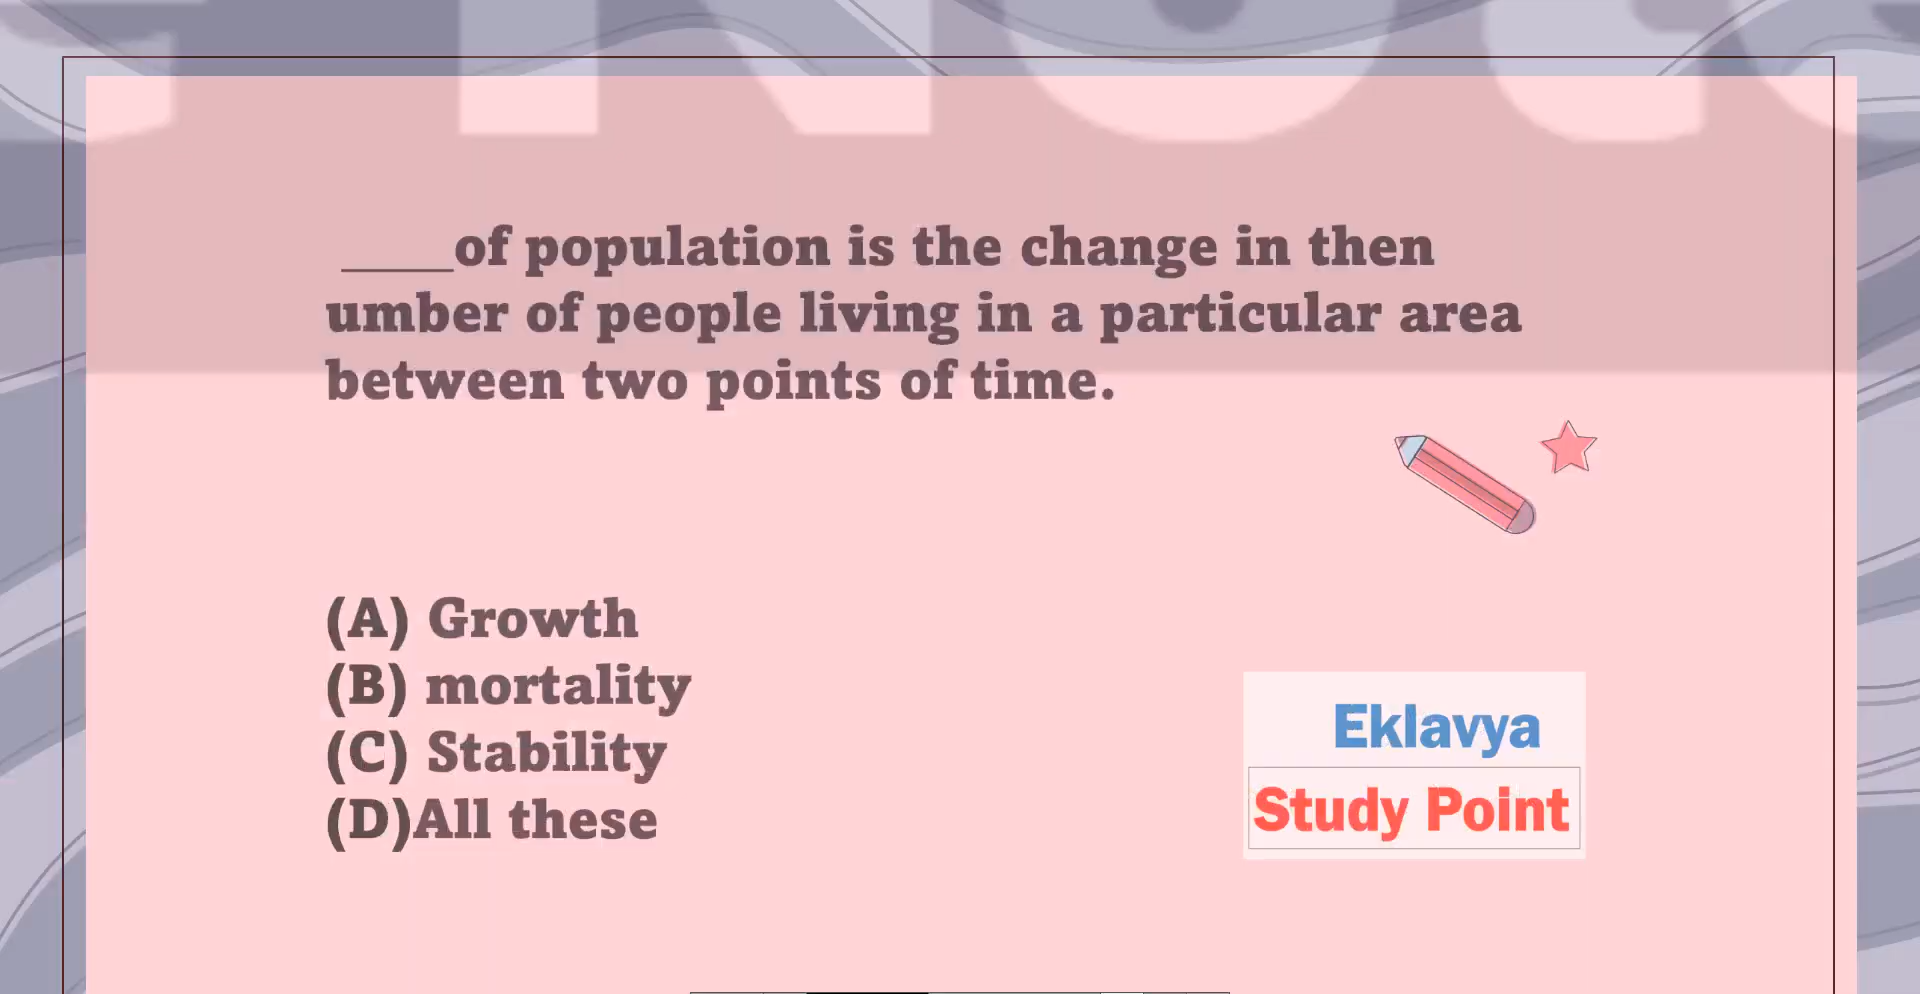 ____of population is the change in then
umber of people living in a particular area
between two points of time.
(A) Growth
(B) mortality
(C) Stability
(D)All these
Eklavya
Study Point